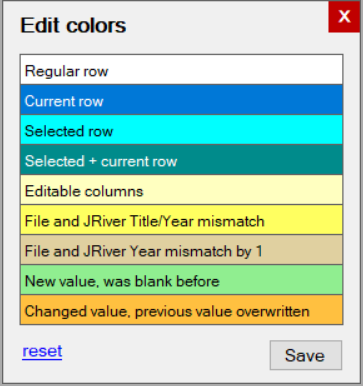 Edit colors
X
Regular row
Current row
Selected row
Selected + current row
Editable columns
File and JRiver Title/Year mismatch
File and JRiver Year mismatch by 1
New value, was blank before
Changed value, previous value overwritten
reset
Save